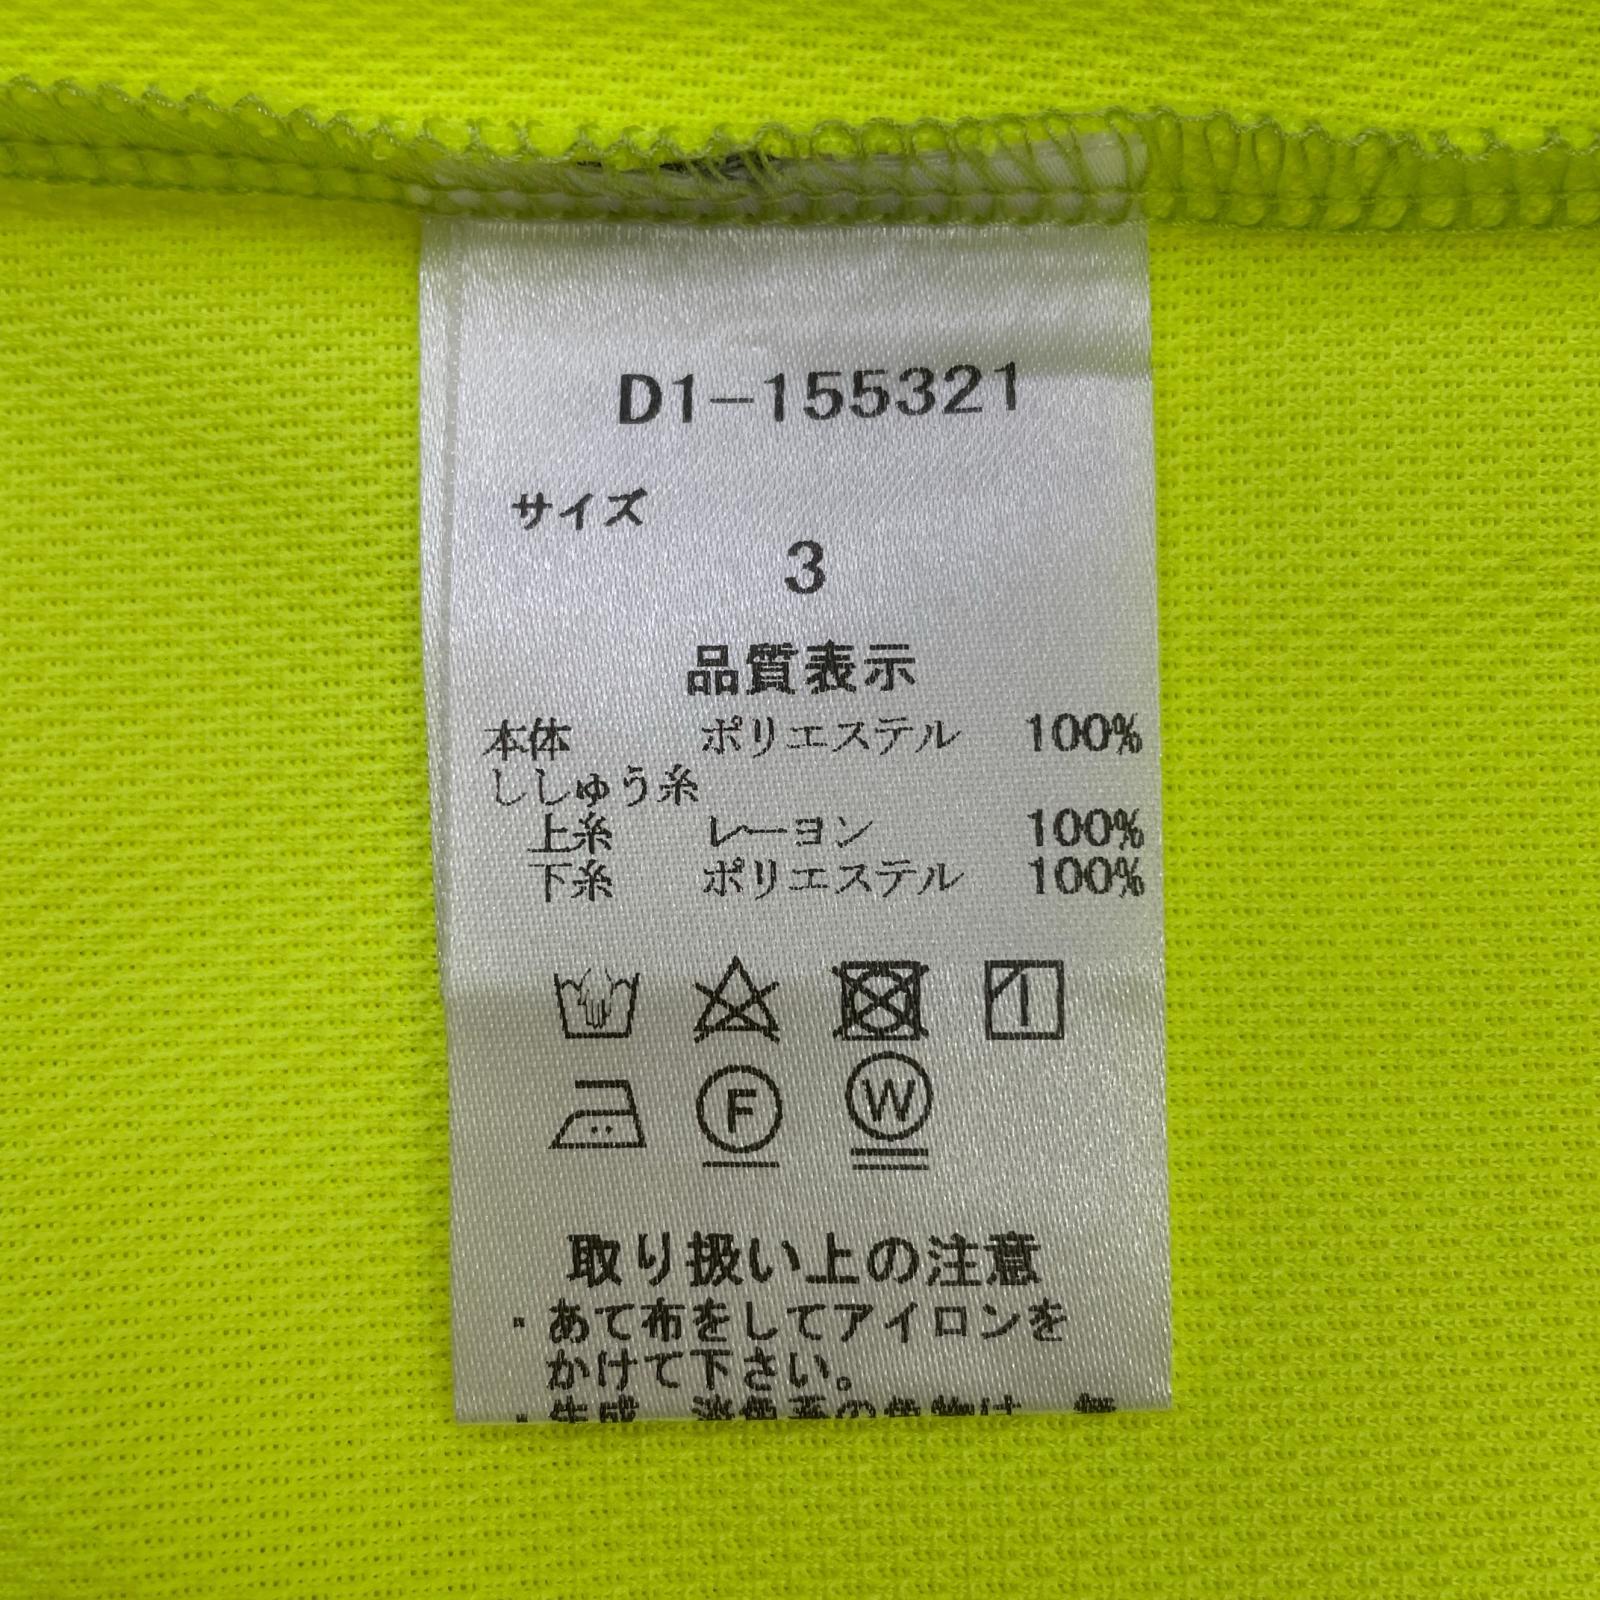 D1-155321
サイズ
3
品質表示
本体 ポリエステル 100%
ししゅう糸
上糸 レーヨン 100%
下糸 ポリエステル 100%
F W
取り扱い上の注意
・あて布をしてアイロンを
かけて下さい。